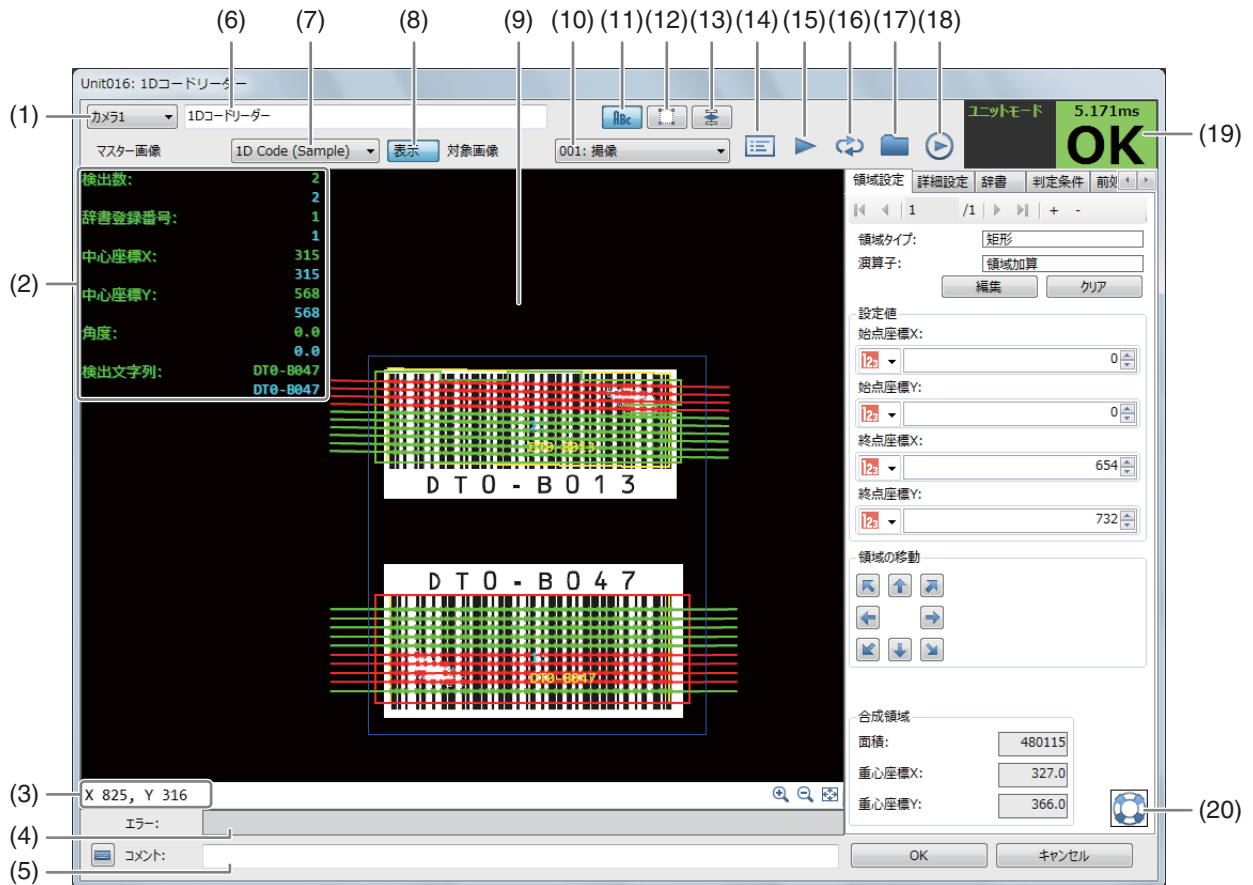 (6) (7) (8) (9) (10) (11) (12) (13) (14) (15) (16) (17) (18)
Unit016: 1Dコードリーダー
(1) カメラ1 1Dコードリーダー ABc ユニットモード 5.171ms
マスター画像 1D Code (Sample) 表示 対象画像 001: 撮像 OK (19)
検出数: 2
2
辞書登録番号: 1
1
中心座標X: 315
315
(2) 中心座標Y: 568
568
角度: 0.0
0.0
検出文字列: DT0-B047
DT0-B047
2
DT0-B013
DT0-B013
DT0-B047
1
DT0-B047
領域設定 詳細設定 辞書 判定条件 前処
1 /1 + -
領域タイプ: 矩形
演算子: 領域加算
編集 クリア
設定値
始点座標X:
123 0
始点座標Y:
123 0
終点座標X:
123 654
終点座標Y:
123 732
領域の移動
合成領域
面積: 480115
重心座標X: 327.0
重心座標Y: 366.0
(20)
(3) X 825, Y 316
(4) エラー:
(5) コメント:
OK キャンセル